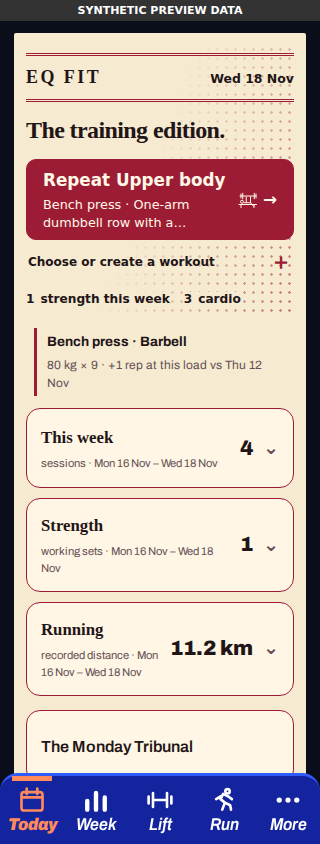 SYNTHETIC PREVIEW DATA
EQ FIT
Wed 18 Nov
The training edition.
Repeat Upper body
Bench press · One-arm
dumbbell row with a…
→
Choose or create a workout
+
1 strength this week 3 cardio
Bench press · Barbell
80 kg × 9 · +1 rep at this load vs Thu 12
Nov
This week
sessions · Mon 16 Nov – Wed 18 Nov
4
Strength
working sets · Mon 16 Nov – Wed 18
Nov
1
Running
recorded distance · Mon
16 Nov – Wed 18 Nov
11.2 km
The Monday Tribunal
Today
Week
Lift
Run
More